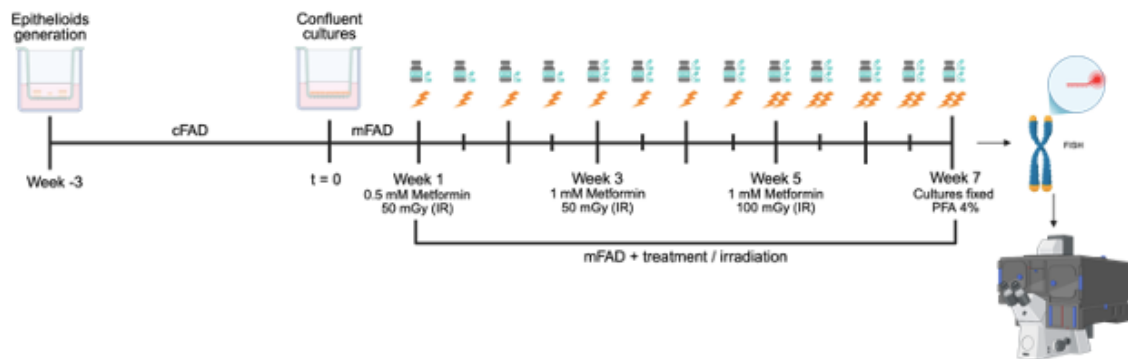 Epithelioids
generation
Confluent
cultures
cFAD
mFAD
Week -3
t = 0
Week 1
0.5 mM Metformin
50 mGy (IR)
Week 3
1 mM Metformin
50 mGy (IR)
Week 5
1 mM Metformin
100 mGy (IR)
Week 7
Cultures fixed
PFA 4%
FISH
mFAD + treatment / irradiation